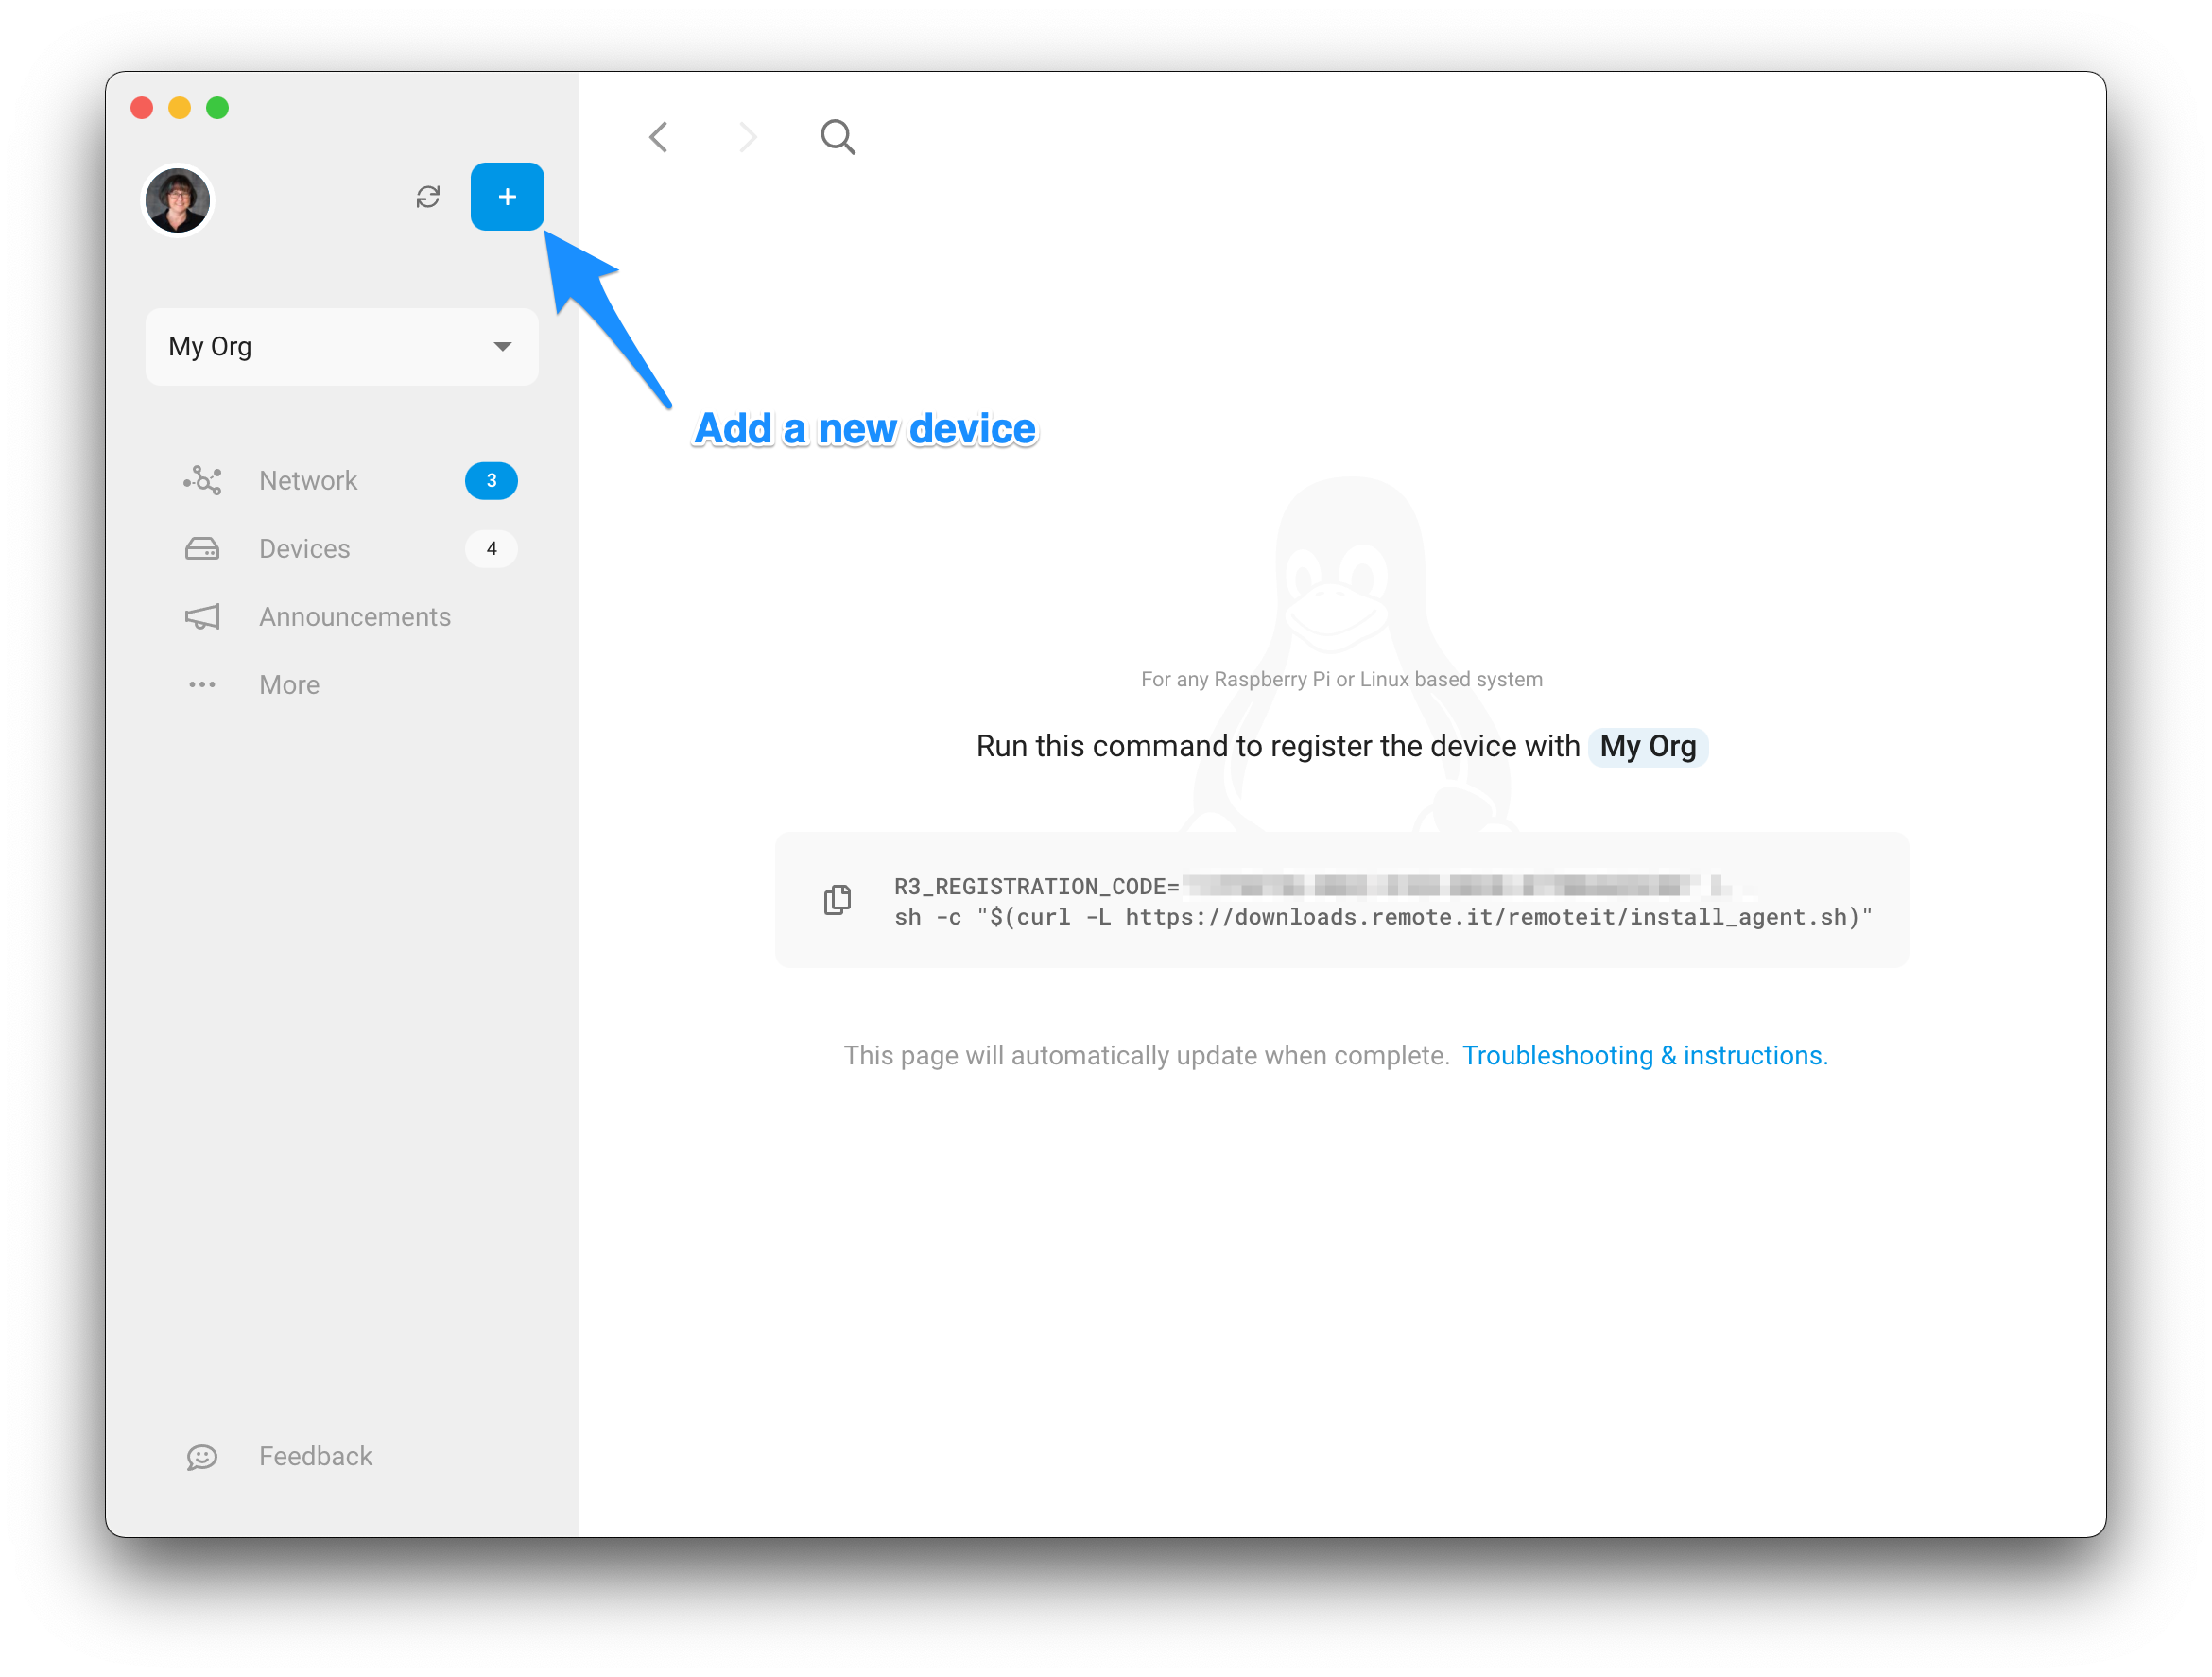 +
My Org
Add a new device
Network 3
Devices 4
Announcements
More
For any Raspberry Pi or Linux based system
Run this command to register the device with My Org
R3_REGISTRATION_CODE=
sh -c "$(curl -L https://downloads.remote.it/remoteit/install_agent.sh)"
This page will automatically update when complete. Troubleshooting & instructions.
Feedback